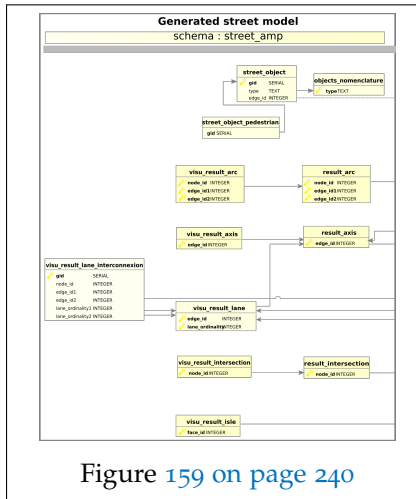 Generated street model
schema : street_amp
street_object
gid SERIAL
type TEXT
edge_id INTEGER
objects_nomenclature
type TEXT
street_object_pedestrian
gid SERIAL
visu_result_arc
node_id INTEGER
edge_id1 INTEGER
edge_id2 INTEGER
result_arc
node_id INTEGER
edge_id1 INTEGER
edge_id2 INTEGER
visu_result_axis
edge_id INTEGER
result_axis
edge_id INTEGER
visu_result_lane_interconnexion
gid SERIAL
node_id INTEGER
edge_id1 INTEGER
edge_id2 INTEGER
lane_ordinality1 INTEGER
lane_ordinality2 INTEGER
visu_result_lane
edge_id INTEGER
lane_ordinality INTEGER
visu_result_intersection
node_id INTEGER
result_intersection
node_id INTEGER
visu_result_isle
face_id INTEGER
Figure 159 on page 240